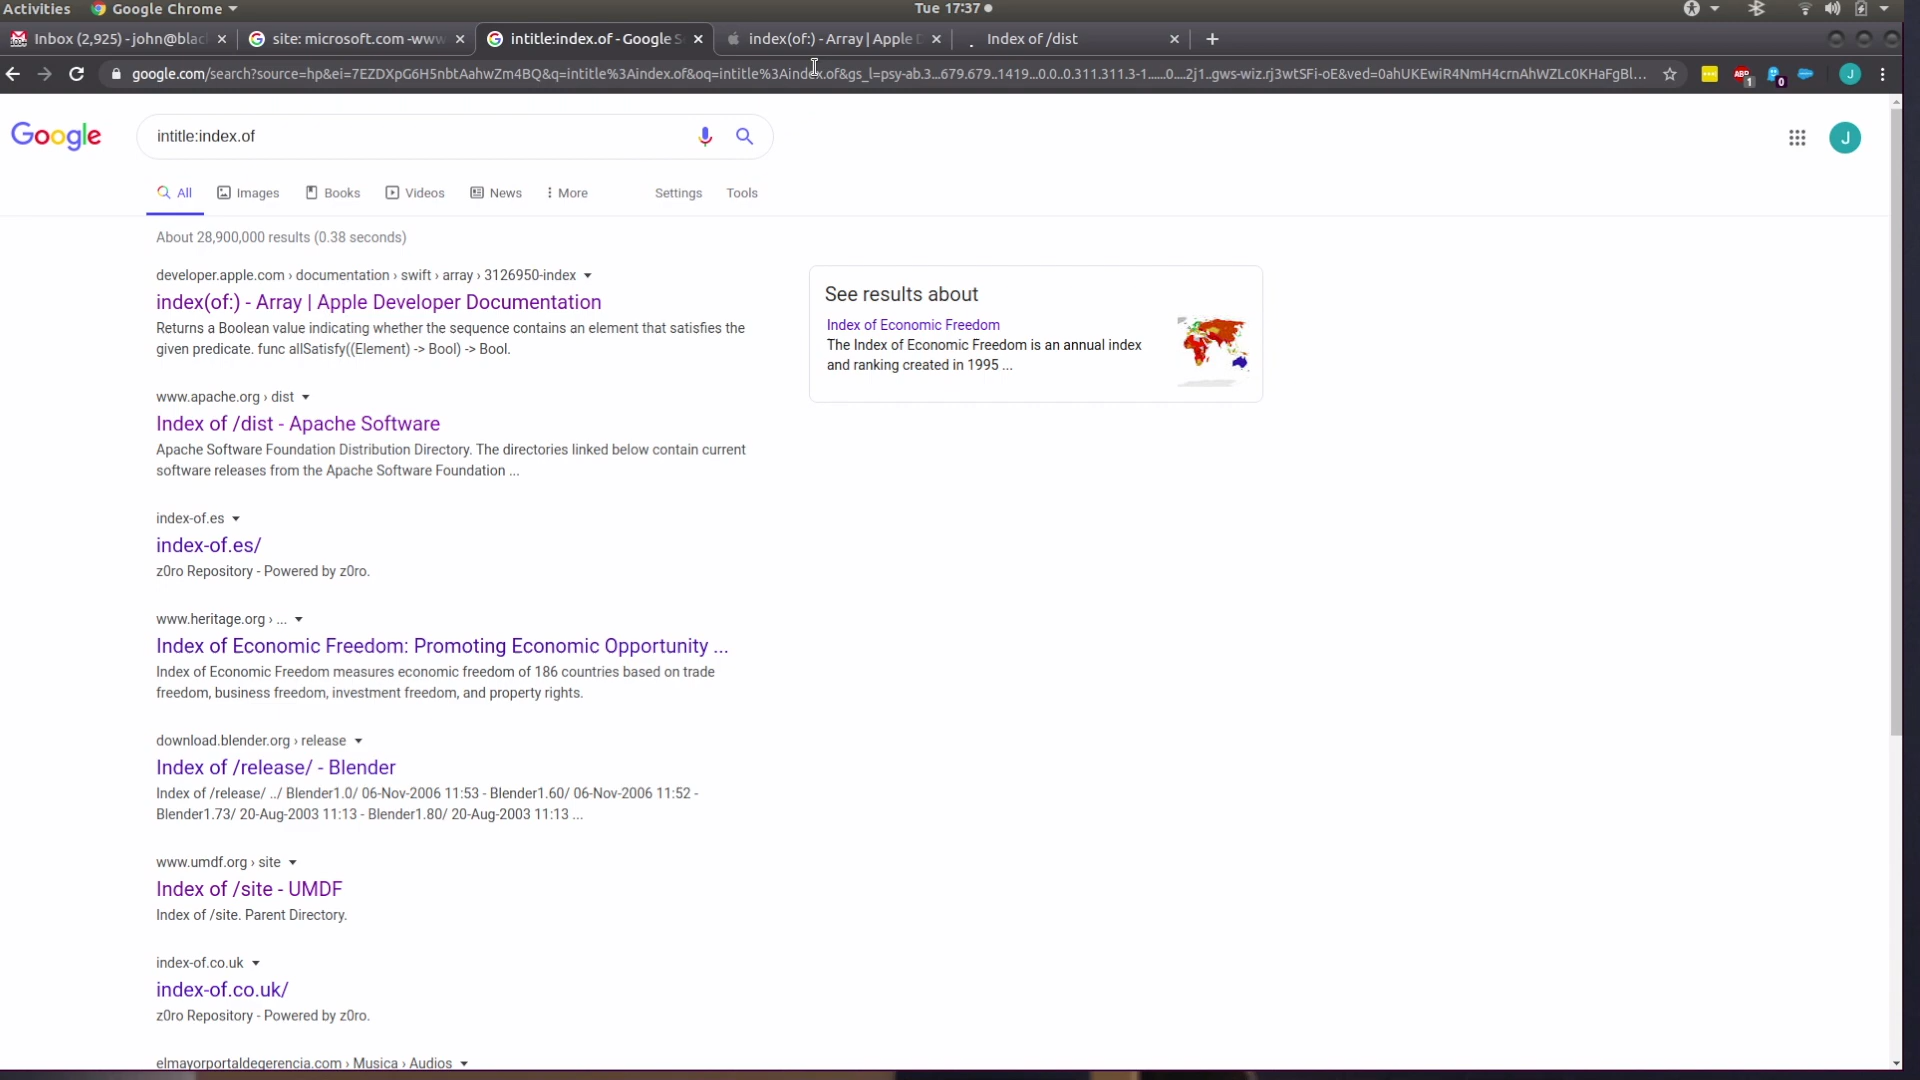 Activities Google Chrome Tue 17:37
Inbox (2,925) - john@blac site: microsoft.com -www intitle:index.of - Google S index(of:) - Array | Apple D Index of /dist
google.com/search?source=hp&ei=7EZDXpG6H5nbtAahwZm4BQ&q=intitle%3Aindex.of&oq=intitle%3Aindex.of&gs_l=psy-ab.3...679.679..1419...0.0..0.311.311.3-1......0....2j1..gws-wiz.rj3wtSFi-oE&ved=0ahUKEwiR4NmH4crnAhWZLc0KHaFgBl... ABP 1 0 J
Google intitle:index.of J
All Images Books Videos News More Settings Tools
About 28,900,000 results (0.38 seconds)
developer.apple.com › documentation › swift › array › 3126950-index
index(of:) - Array | Apple Developer Documentation
Returns a Boolean value indicating whether the sequence contains an element that satisfies the
given predicate. func allSatisfy((Element) -> Bool) -> Bool.
www.apache.org › dist
Index of /dist - Apache Software
Apache Software Foundation Distribution Directory. The directories linked below contain current
software releases from the Apache Software Foundation ...
index-of.es
index-of.es/
z0ro Repository - Powered by z0ro.
www.heritage.org › ...
Index of Economic Freedom: Promoting Economic Opportunity ...
Index of Economic Freedom measures economic freedom of 186 countries based on trade
freedom, business freedom, investment freedom, and property rights.
download.blender.org › release
Index of /release/ - Blender
Index of /release/ ../ Blender1.0/ 06-Nov-2006 11:53 - Blender1.60/ 06-Nov-2006 11:52 -
Blender1.73/ 20-Aug-2003 11:13 - Blender1.80/ 20-Aug-2003 11:13 ...
www.umdf.org › site
Index of /site - UMDF
Index of /site. Parent Directory.
index-of.co.uk
index-of.co.uk/
z0ro Repository - Powered by z0ro.
elmayorportaldegerencia.com › Musica › Audios
See results about
Index of Economic Freedom
The Index of Economic Freedom is an annual index
and ranking created in 1995 ...